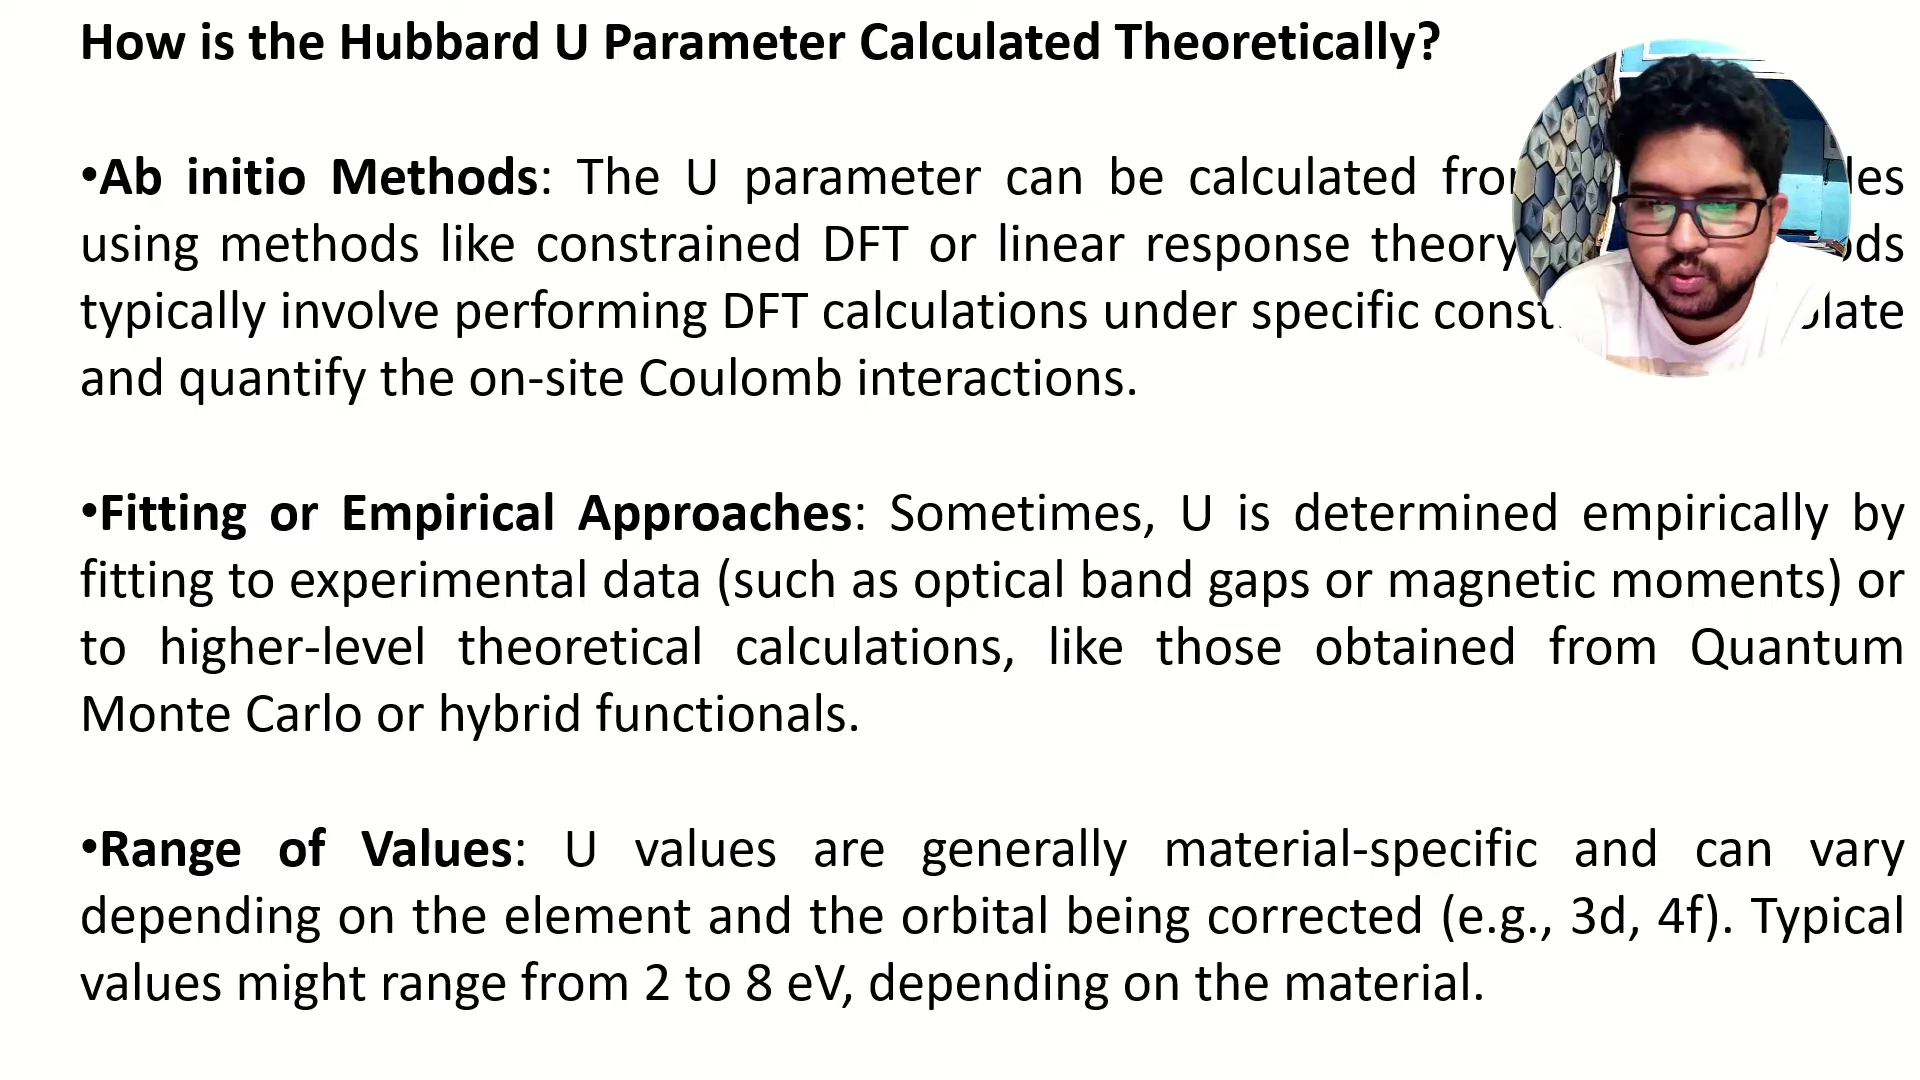 How is the Hubbard U Parameter Calculated Theoretically?
•Ab initio Methods: The U parameter can be calculated
using methods like constrained DFT or linear response theory
typically involve performing DFT calculations under specific
and quantify the on-site Coulomb interactions.
•Fitting or Empirical Approaches: Sometimes, U is determined empirically by
fitting to experimental data (such as optical band gaps or magnetic moments) or
to higher-level theoretical calculations, like those obtained from Quantum
Monte Carlo or hybrid functionals.
•Range of Values: U values are generally material-specific and can vary
depending on the element and the orbital being corrected (e.g., 3d, 4f). Typical
values might range from 2 to 8 eV, depending on the material.